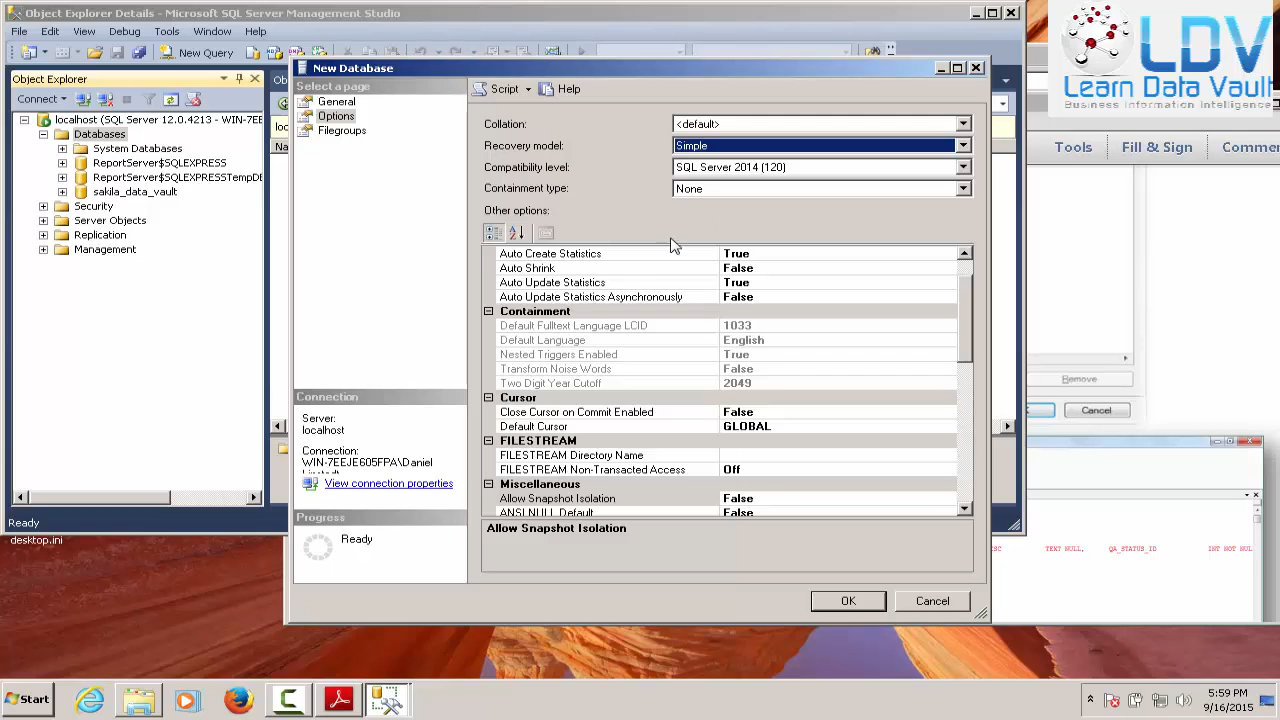 Object Explorer Details - Microsoft SQL Server Management Studio
File Edit View Debug Tools Window Help
New Query
LDV
Learn Data Vault
Business Information Intelligence
Object Explorer
Connect
localhost (SQL Server 12.0.4213 - WIN-7EE
Databases
System Databases
ReportServer$SQLEXPRESS
ReportServer$SQLEXPRESSTempDE
sakila_data_vault
Security
Server Objects
Replication
Management
Ready
desktop.ini
New Database
Select a page
General
Options
Filegroups
Connection
Server:
localhost
Connection:
WIN-7EEJE605FPA\Daniel
View connection properties
Progress
Ready
Script Help
Collation: <default>
Recovery model: Simple
Compatibility level: SQL Server 2014 (120)
Containment type: None
Other options:
Auto Create Statistics True
Auto Shrink False
Auto Update Statistics True
Auto Update Statistics Asynchronously False
Containment
Default Fulltext Language LCID 1033
Default Language English
Nested Triggers Enabled True
Transform Noise Words False
Two Digit Year Cutoff 2049
Cursor
Close Cursor on Commit Enabled False
Default Cursor GLOBAL
FILESTREAM
FILESTREAM Directory Name
FILESTREAM Non-Transacted Access Off
Miscellaneous
Allow Snapshot Isolation False
ANSI NULL Default False
Allow Snapshot Isolation
OK Cancel
Tools Fill & Sign Commen
Remove
Cancel
TEXT NULL, QA_STATUS_ID INT NOT NUL
Start
5:59 PM
9/16/2015